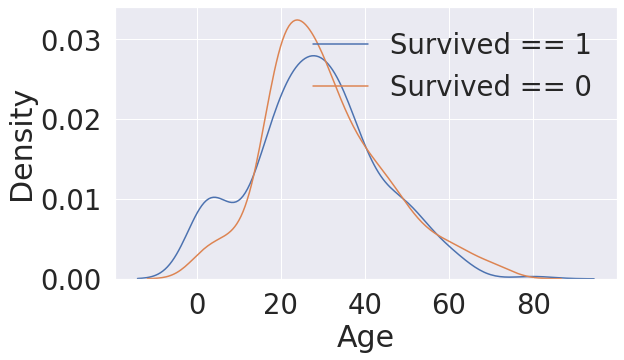 Survived == 1
Survived == 0
Density
0.03
0.02
0.01
0.00
0 20 40 60 80
Age